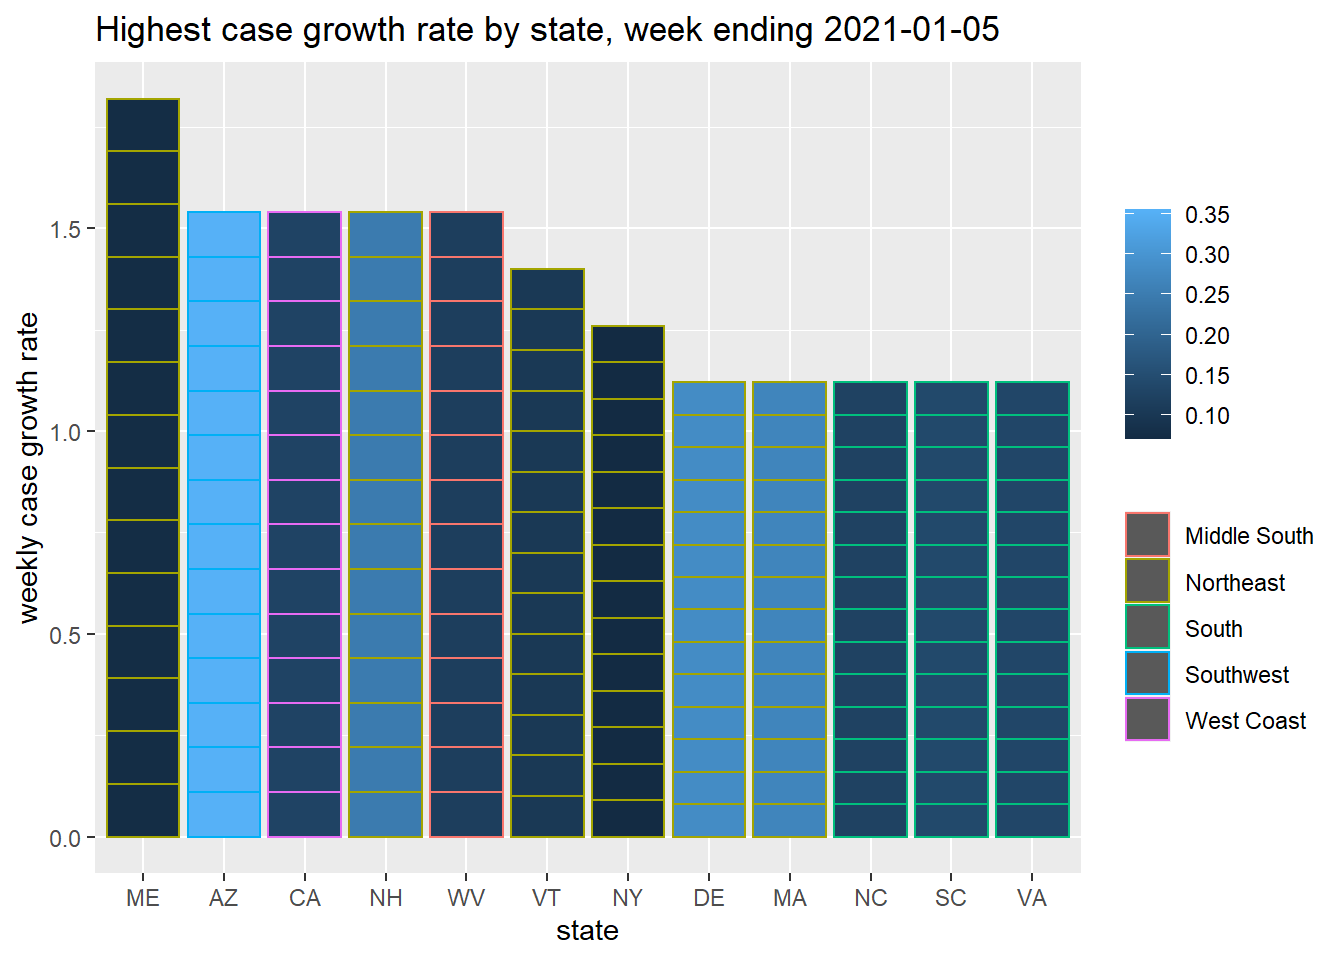 Highest case growth rate by state, week ending 2021-01-05
weekly case growth rate
1.5
1.0
0.5
0.0
ME AZ CA NH WV VT NY DE MA NC SC VA
state
0.35
0.30
0.25
0.20
0.15
0.10
Middle South
Northeast
South
Southwest
West Coast